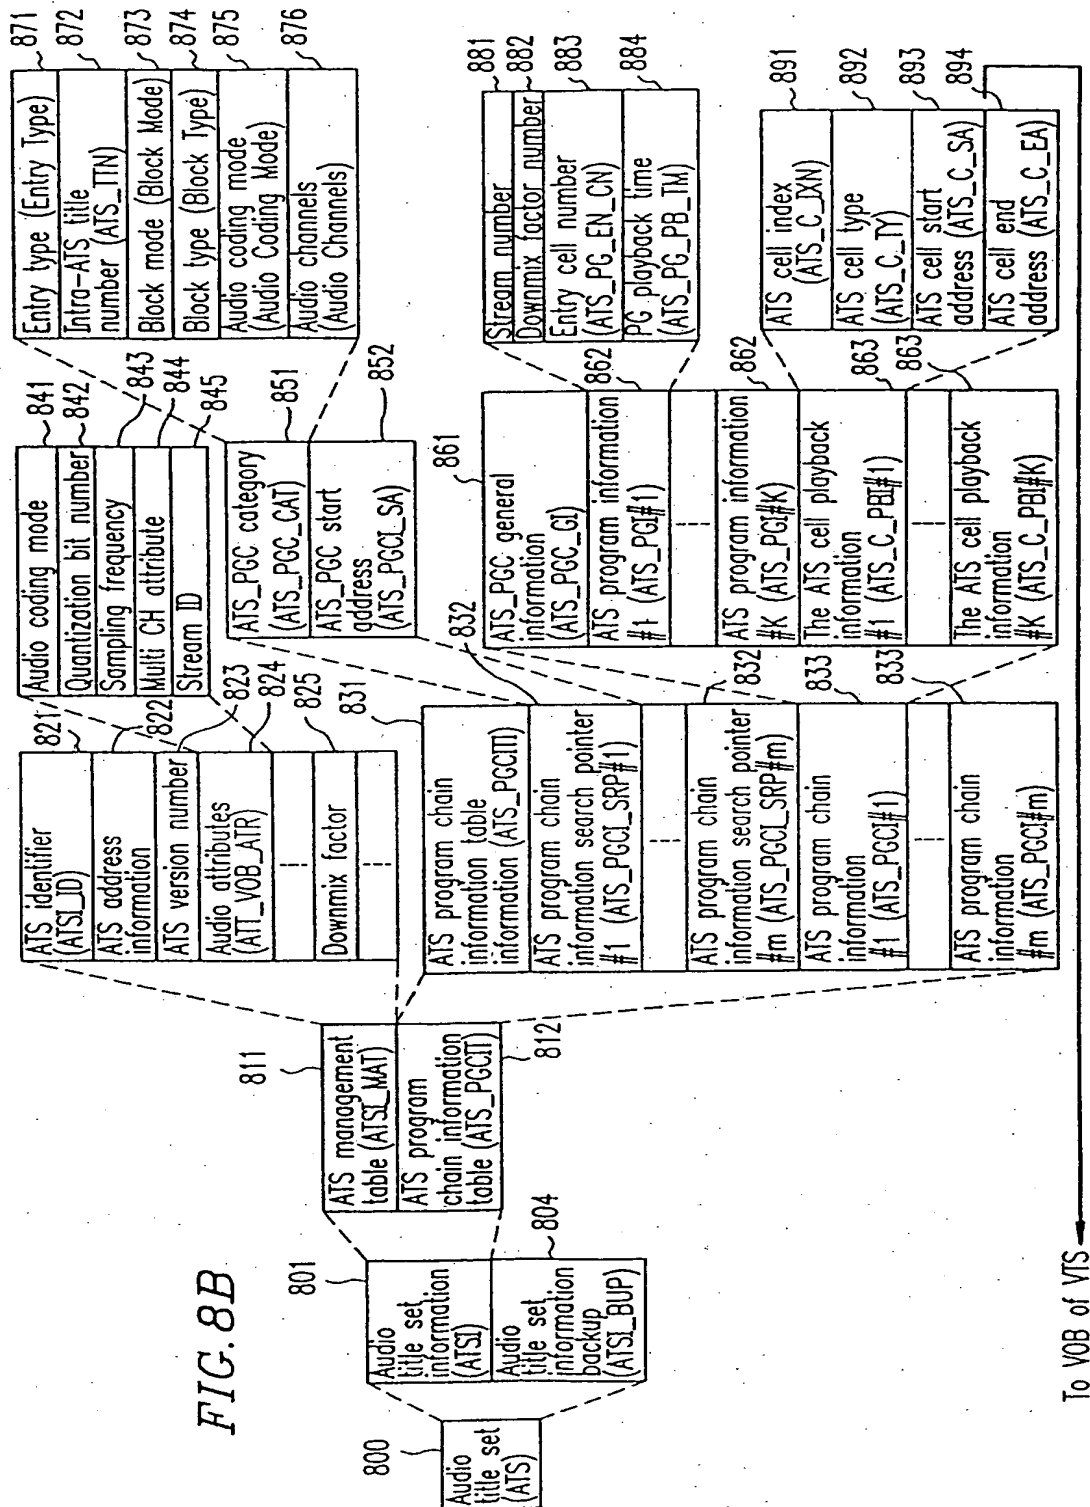 FIG. 8B
800
Audio
title set
(ATS)
801
Audio
title set
information
(ATSI)
Audio
title set
information
backup
(ATSI_BUP)
804
811
ATS management
table (ATSI_MAT)
ATS program
chain information
table (ATS_PGCIT)
812
ATS identifier
(ATSI_ID)
821
ATS address
information
822
ATS version number
823
Audio attributes
(ATT_VOB_ATR)
824
Downmix factor
825
831
ATS program chain
information table
information (ATS_PGCITI)
832
ATS program chain
information search pointer
#1 (ATS_PGCI_SRP#1)
ATS program chain
information search pointer
#m (ATS_PGCI_SRP#m)
832
ATS program chain
information
#1 (ATS_PGCI#1)
833
ATS program chain
information
#m (ATS_PGCI#m)
833
Audio coding mode
841
Quantization bit number
842
Sampling frequency
843
Multi CH attribute
844
Stream ID
845
ATS_PGC category
(ATS_PGC_CAT)
851
ATS_PGC start
address
(ATS_PGCI_SA)
852
861
ATS_PGC general
information
(ATS_PGC_GI)
ATS program information
#1 (ATS_PGI#1)
862
ATS program information
#K (ATS_PGI#K)
862
The ATS cell playback
information
#1 (ATS_C_PBI#1)
863
The ATS cell playback
information
#K (ATS_C_PBI#K)
863
Entry type (Entry Type)
871
Intra-ATS title
number (ATS_TTN)
872
Block mode (Block Mode)
873
Block type (Block Type)
874
Audio coding mode
(Audio Coding Mode)
875
Audio channels
(Audio Channels)
876
Stream number
881
Downmix factor number
882
Entry cell number
(ATS_PG_EN_CN)
883
PG playback time
(ATS_PG_PB_TM)
884
ATS cell index
(ATS_C_IXN)
891
ATS cell type
(ATS_C_TY)
892
ATS cell start
address (ATS_C_SA)
893
ATS cell end
address (ATS_C_EA)
894
To VOB of VTS